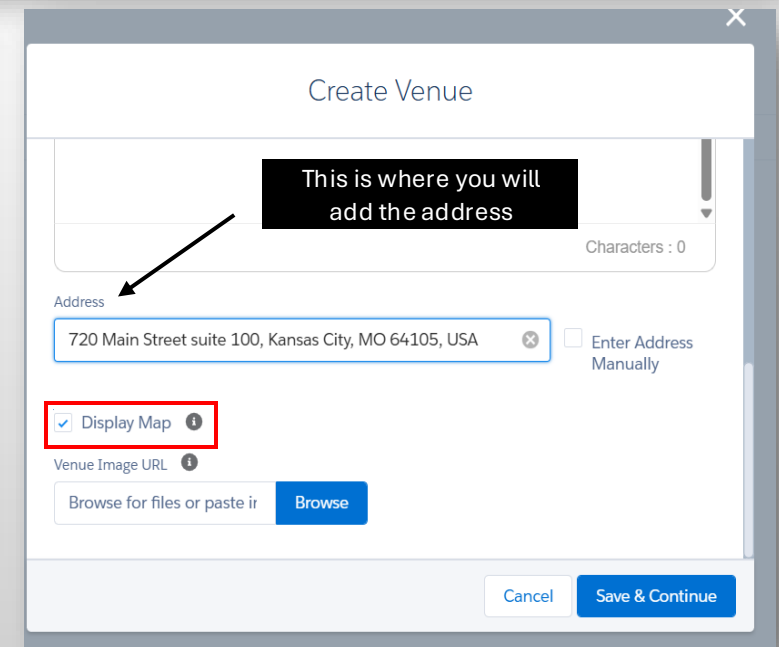 Create Venue
This is where you will
add the address
Characters : 0
Address
720 Main Street suite 100, Kansas City, MO 64105, USA
Enter Address
Manually
Display Map
Venue Image URL
Browse for files or paste ir
Browse
Cancel
Save & Continue